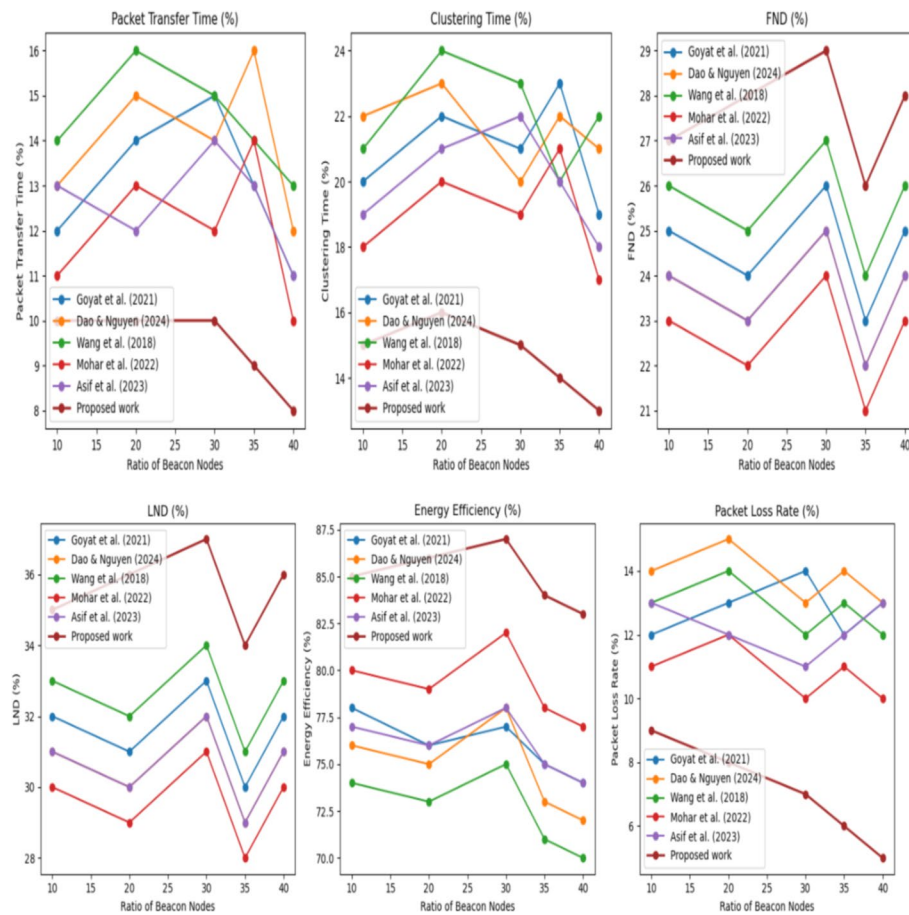 Packet Transfer Time (%)
Packet Transfer Time (%)
16
15
14
13
12
11
10
9
8
Goyat et al. (2021)
Dao & Nguyen (2024)
Wang et al. (2018)
Mohar et al. (2022)
Asif et al. (2023)
Proposed work
10 15 20 25 30 35 40
Ratio of Beacon Nodes
Clustering Time (%)
Clustering Time (%)
24
22
20
18
16
14
Goyat et al. (2021)
Dao & Nguyen (2024)
Wang et al. (2018)
Mohar et al. (2022)
Asif et al. (2023)
Proposed work
10 15 20 25 30 35 40
Ratio of Beacon Nodes
FND (%)
FND (%)
29
28
27
26
25
24
23
22
21
Goyat et al. (2021)
Dao & Nguyen (2024)
Wang et al. (2018)
Mohar et al. (2022)
Asif et al. (2023)
Proposed work
10 15 20 25 30 35 40
Ratio of Beacon Nodes
LND (%)
LND (%)
36
34
32
30
28
Goyat et al. (2021)
Dao & Nguyen (2024)
Wang et al. (2018)
Mohar et al. (2022)
Asif et al. (2023)
Proposed work
10 15 20 25 30 35 40
Ratio of Beacon Nodes
Energy Efficiency (%)
Energy Efficiency (%)
87.5
85.0
82.5
80.0
77.5
75.0
72.5
70.0
Goyat et al. (2021)
Dao & Nguyen (2024)
Wang et al. (2018)
Mohar et al. (2022)
Asif et al. (2023)
Proposed work
10 15 20 25 30 35 40
Ratio of Beacon Nodes
Packet Loss Rate (%)
Packet Loss Rate (%)
14
12
10
8
6
Goyat et al. (2021)
Dao & Nguyen (2024)
Wang et al. (2018)
Mohar et al. (2022)
Asif et al. (2023)
Proposed work
10 15 20 25 30 35 40
Ratio of Beacon Nodes